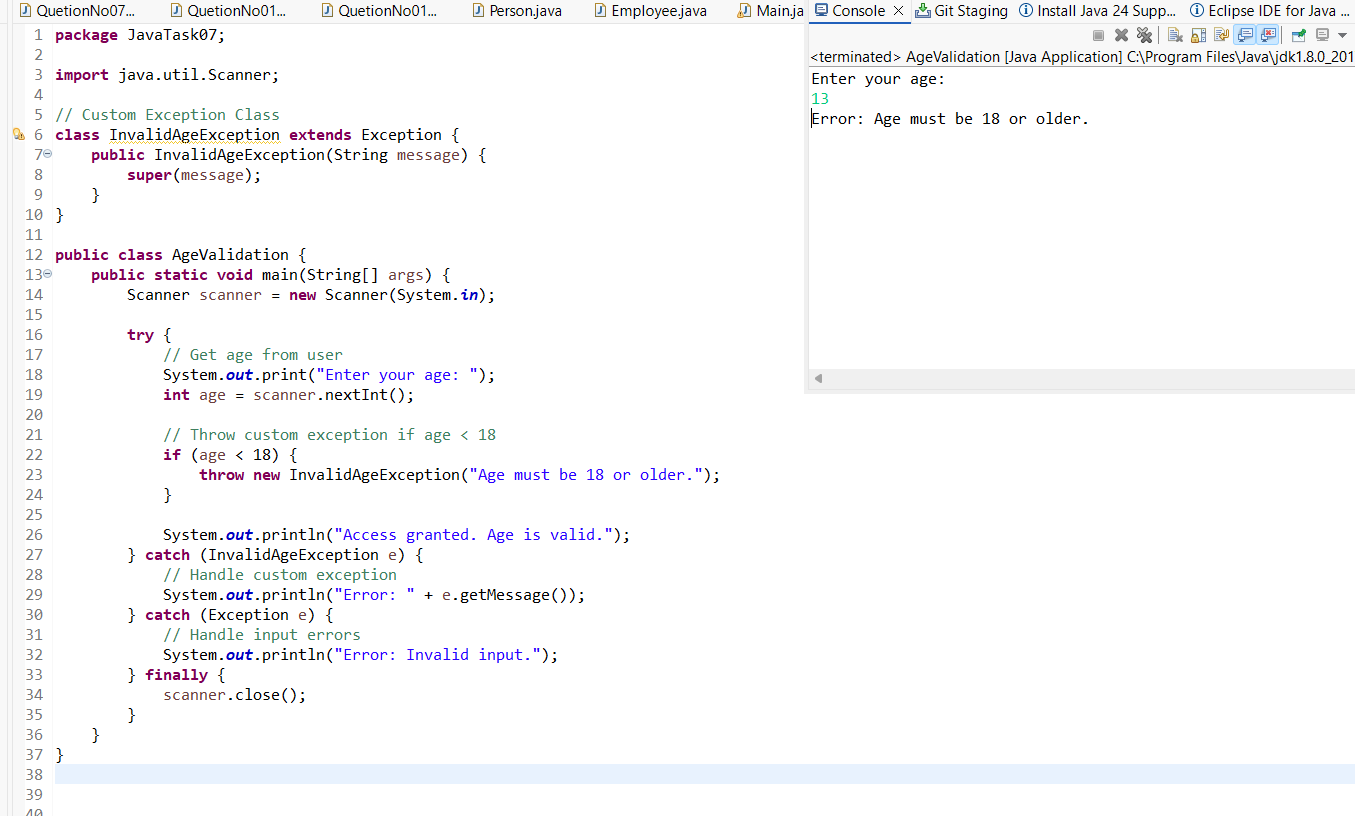 QuetionNo07... QuetionNo01... QuetionNo01... Person.java Employee.java Main.ja
Console Git Staging Install Java 24 Supp... Eclipse IDE for Java ...
<terminated> AgeValidation [Java Application] C:\Program Files\Java\jdk1.8.0_201
Enter your age:
13
Error: Age must be 18 or older.
1 package JavaTask07;
2
3 import java.util.Scanner;
4
5 // Custom Exception Class
6 class InvalidAgeException extends Exception {
7     public InvalidAgeException(String message) {
8         super(message);
9     }
10 }
11
12 public class AgeValidation {
13     public static void main(String[] args) {
14         Scanner scanner = new Scanner(System.in);
15
16         try {
17             // Get age from user
18             System.out.print("Enter your age: ");
19             int age = scanner.nextInt();
20
21             // Throw custom exception if age < 18
22             if (age < 18) {
23                 throw new InvalidAgeException("Age must be 18 or older.");
24             }
25
26             System.out.println("Access granted. Age is valid.");
27         } catch (InvalidAgeException e) {
28             // Handle custom exception
29             System.out.println("Error: " + e.getMessage());
30         } catch (Exception e) {
31             // Handle input errors
32             System.out.println("Error: Invalid input.");
33         } finally {
34             scanner.close();
35         }
36     }
37 }
38
39
40